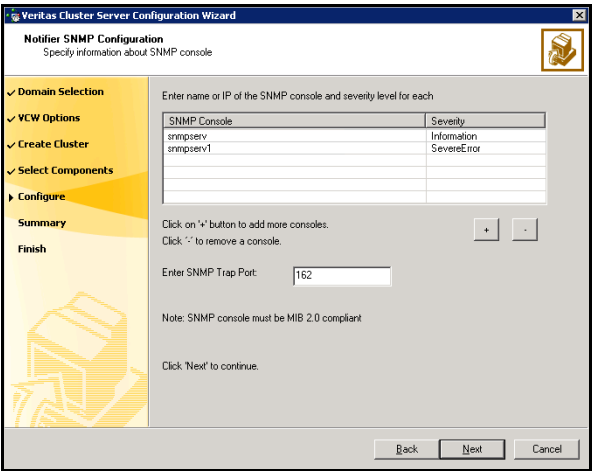 Veritas Cluster Server Configuration Wizard
Notifier SNMP Configuration
Specify information about SNMP console
Domain Selection
VCW Options
Create Cluster
Select Components
Configure
Summary
Finish
Enter name or IP of the SNMP console and severity level for each
SNMP Console Severity
snmpserv Information
snmpserv1 SevereError
Click on '+' button to add more consoles.
Click '-' to remove a console.
+ -
Enter SNMP Trap Port: 162
Note: SNMP console must be MIB 2.0 compliant
Click 'Next' to continue.
Back Next Cancel